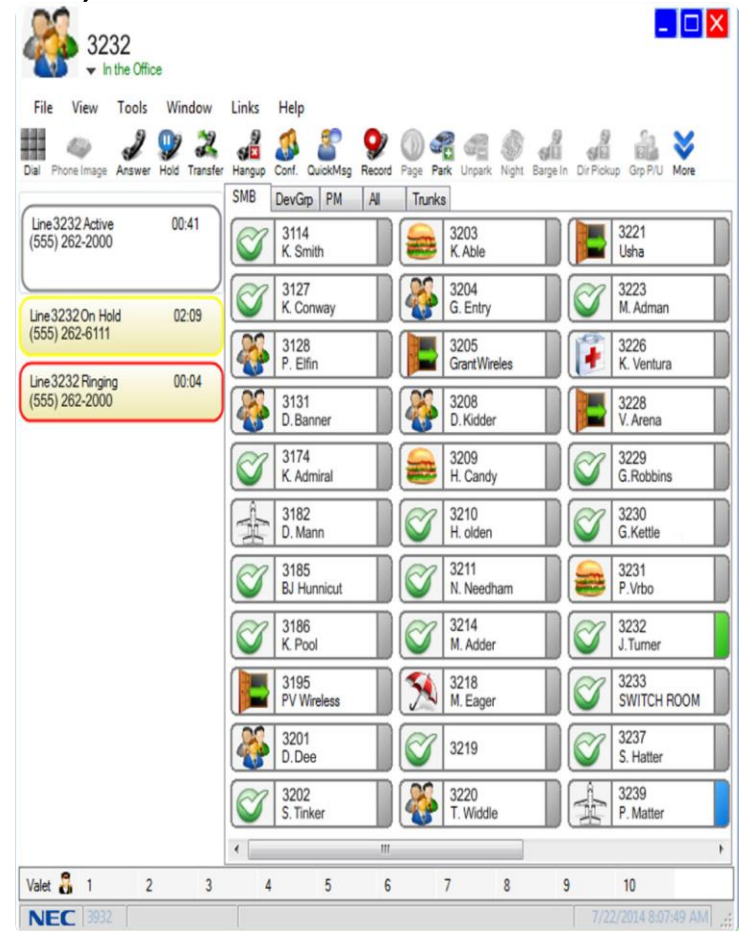 3232
In the Office
File View Tools Window Links Help
Dial Phone Image Answer Hold Transfer Hangup Conf. QuickMsg Record Page Park Unpark Night Barge In Dir Pickup Grp P/U More
SMB DevGrp PM All Trunks
Line 3232 Active 00:41
(555) 262-2000
Line 3232 On Hold 02:09
(555) 262-6111
Line 3232 Ringing 00:04
(555) 262-2000
3114
K. Smith
3203
K. Able
3221
Usha
3127
K. Conway
3204
G. Entry
3223
M. Adman
3128
P. Elfin
3205
GrantWireles
3226
K. Ventura
3131
D. Banner
3208
D. Kidder
3228
V. Arena
3174
K. Admiral
3209
H. Candy
3229
G.Robbins
3182
D. Mann
3210
H. olden
3230
G.Kettle
3185
BJ Hunnicut
3211
N. Needham
3231
P.Vrbo
3186
K. Pool
3214
M. Adder
3232
J.Turner
3195
PV Wireless
3218
M. Eager
3233
SWITCH ROOM
3201
D. Dee
3219
3237
S. Hatter
3202
S. Tinker
3220
T. Widdle
3239
P. Matter
Valet 1 2 3 4 5 6 7 8 9 10
NEC 3932 7/22/2014 8:07:49 AM